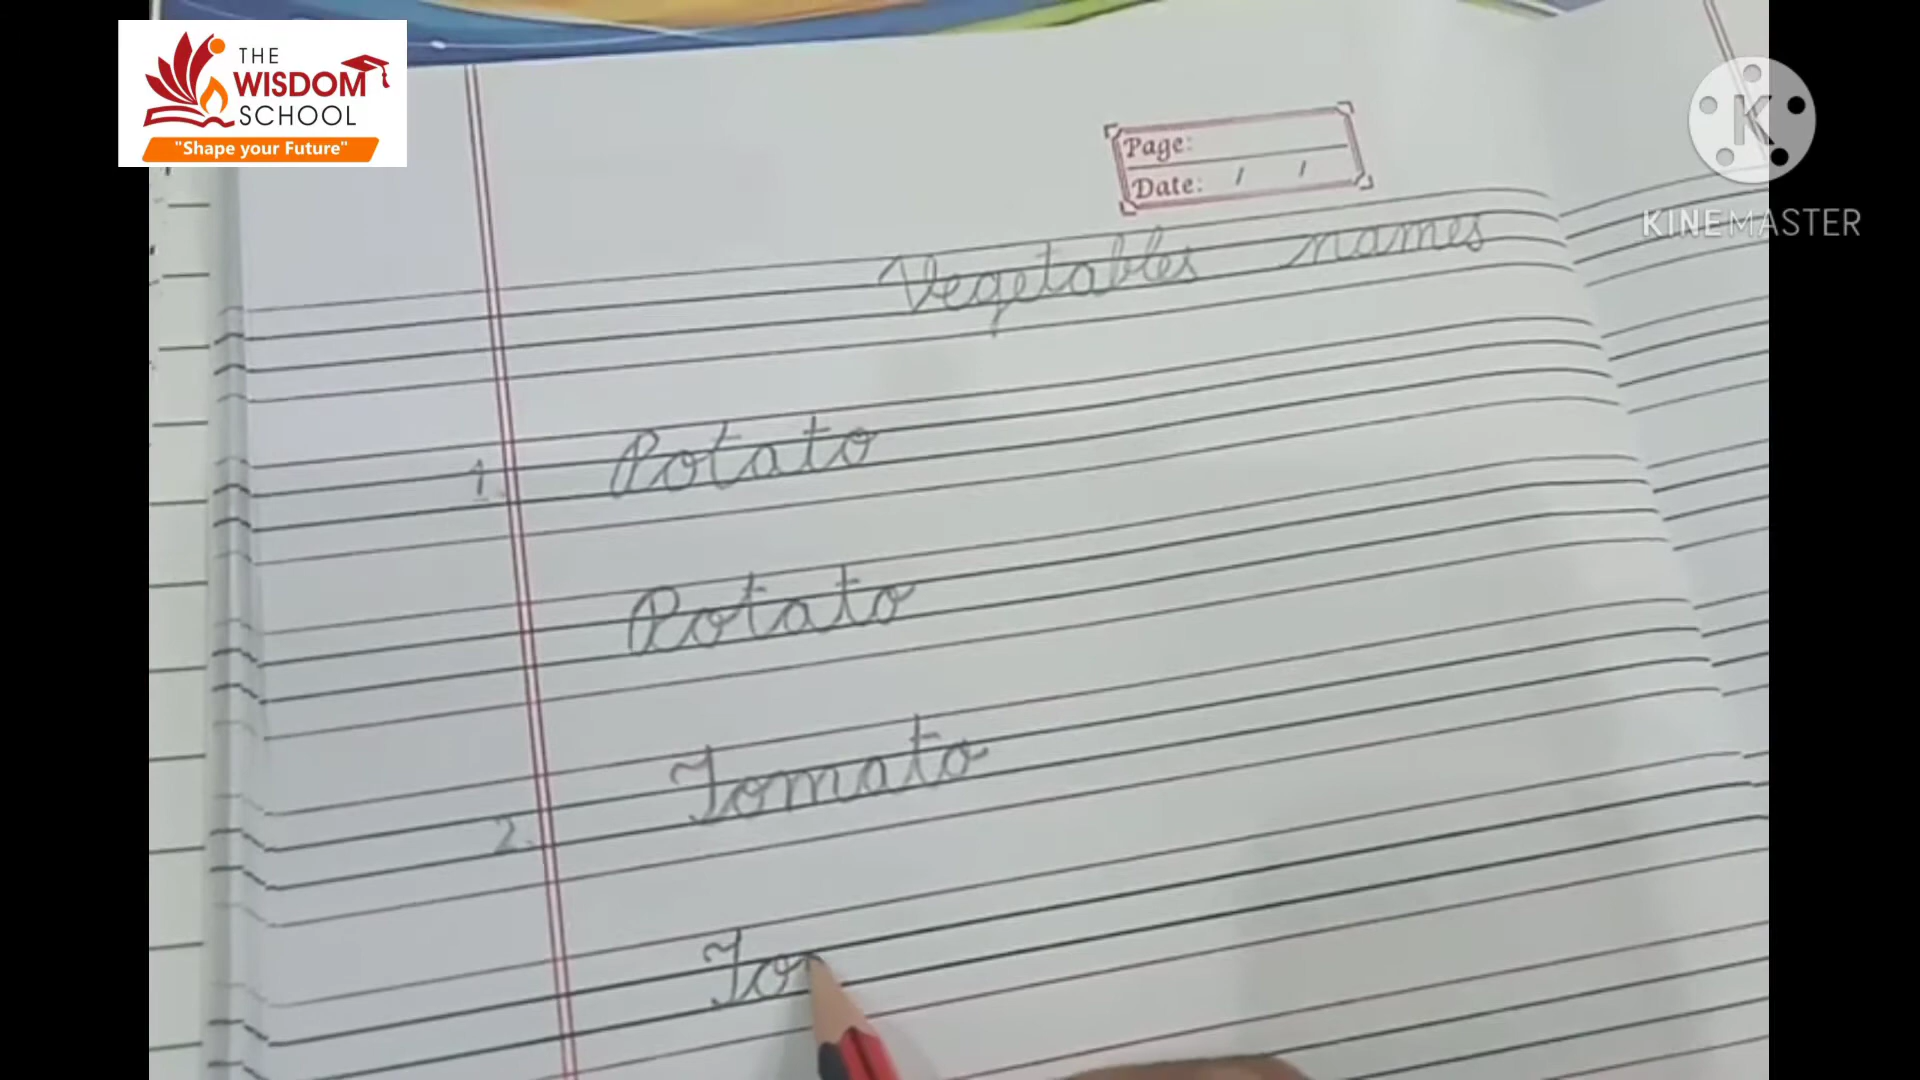 THE
WISDOM
SCHOOL
"Shape your Future"
K
KINEMASTER
Page:
Date: / /
Vegetables names
1. Potato
Potato
2. Tomato
To